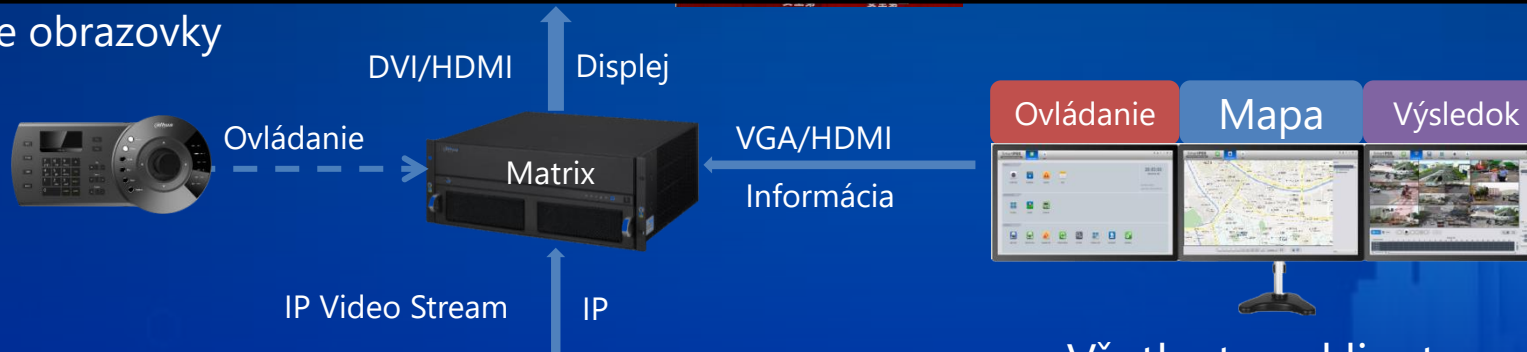 e obrazovky
DVI/HDMI Displej
Ovládanie Mapa Výsledok
Ovládanie
VGA/HDMI
Matrix
Informácia
IP Video Stream IP